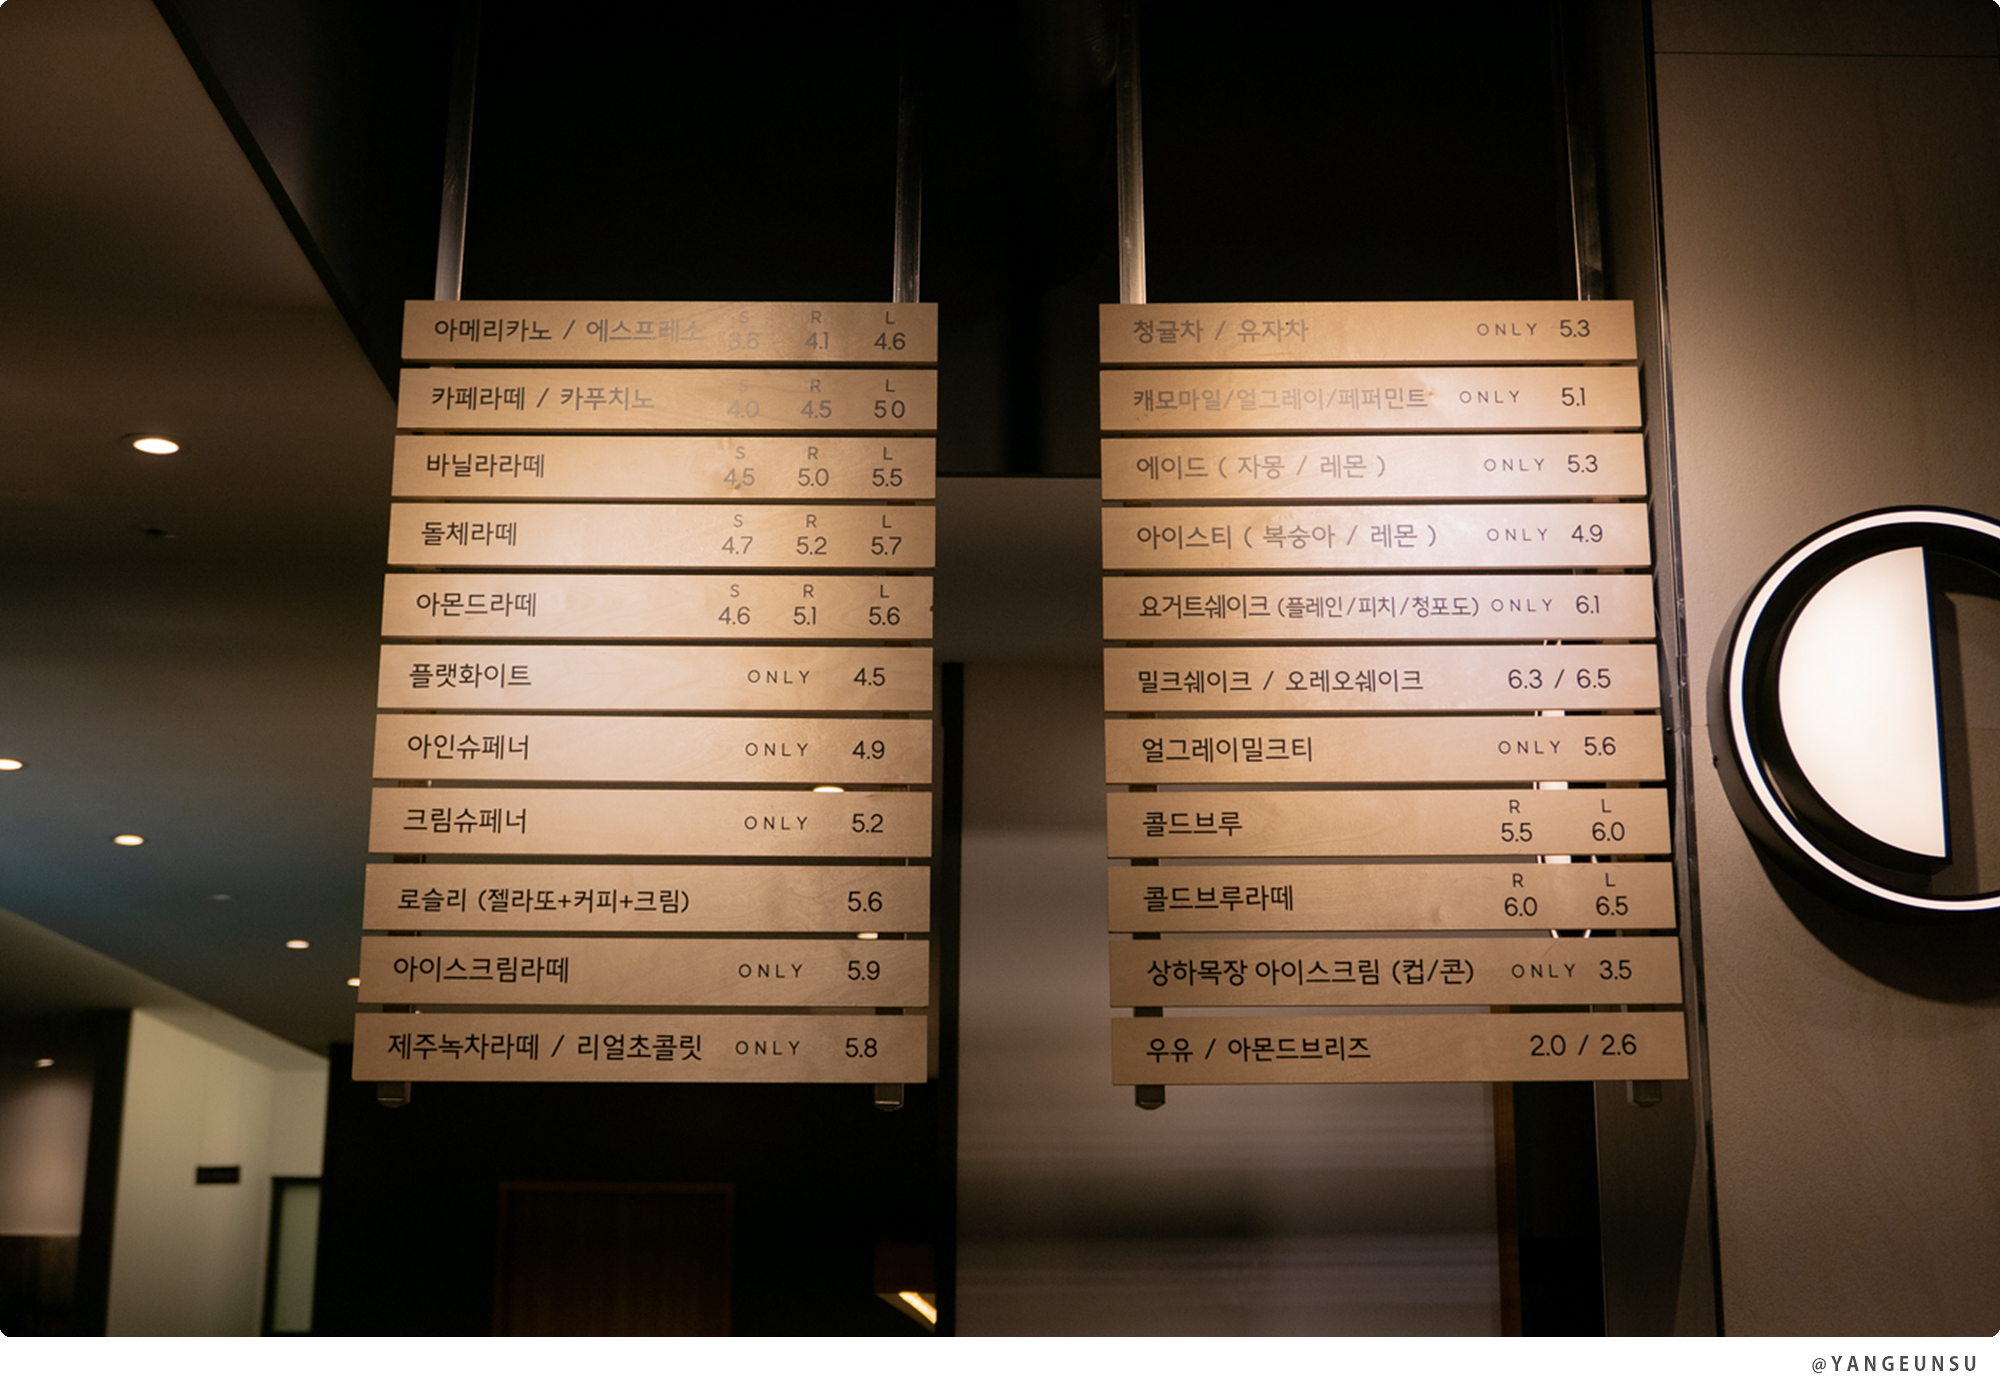 아메리카노 / 에스프레소 S 3.6 R 4.1 L 4.6
카페라떼 / 카푸치노 S 4.0 R 4.5 L 5 0
바닐라라떼 S 4.5 R 5.0 L 5.5
돌체라떼 S 4.7 R 5.2 L 5.7
아몬드라떼 S 4.6 R 5.1 L 5.6
플랫화이트 ONLY 4.5
아인슈페너 ONLY 4.9
크림슈페너 ONLY 5.2
로슬리 (젤라또+커피+크림) 5.6
아이스크림라떼 ONLY 5.9
제주녹차라떼 / 리얼초콜릿 ONLY 5.8
청귤차 / 유자차 ONLY 5.3
캐모마일/얼그레이/페퍼민트 ONLY 5.1
에이드 ( 자몽 / 레몬 ) ONLY 5.3
아이스티 ( 복숭아 / 레몬 ) ONLY 4.9
요거트쉐이크 (플레인/피치/청포도) ONLY 6.1
밀크쉐이크 / 오레오쉐이크 6.3 / 6.5
얼그레이밀크티 ONLY 5.6
콜드브루 R 5.5 L 6.0
콜드브루라떼 R 6.0 L 6.5
상하목장 아이스크림 (컵/콘) ONLY 3.5
우유 / 아몬드브리즈 2.0 / 2.6
@YANGEUNSU